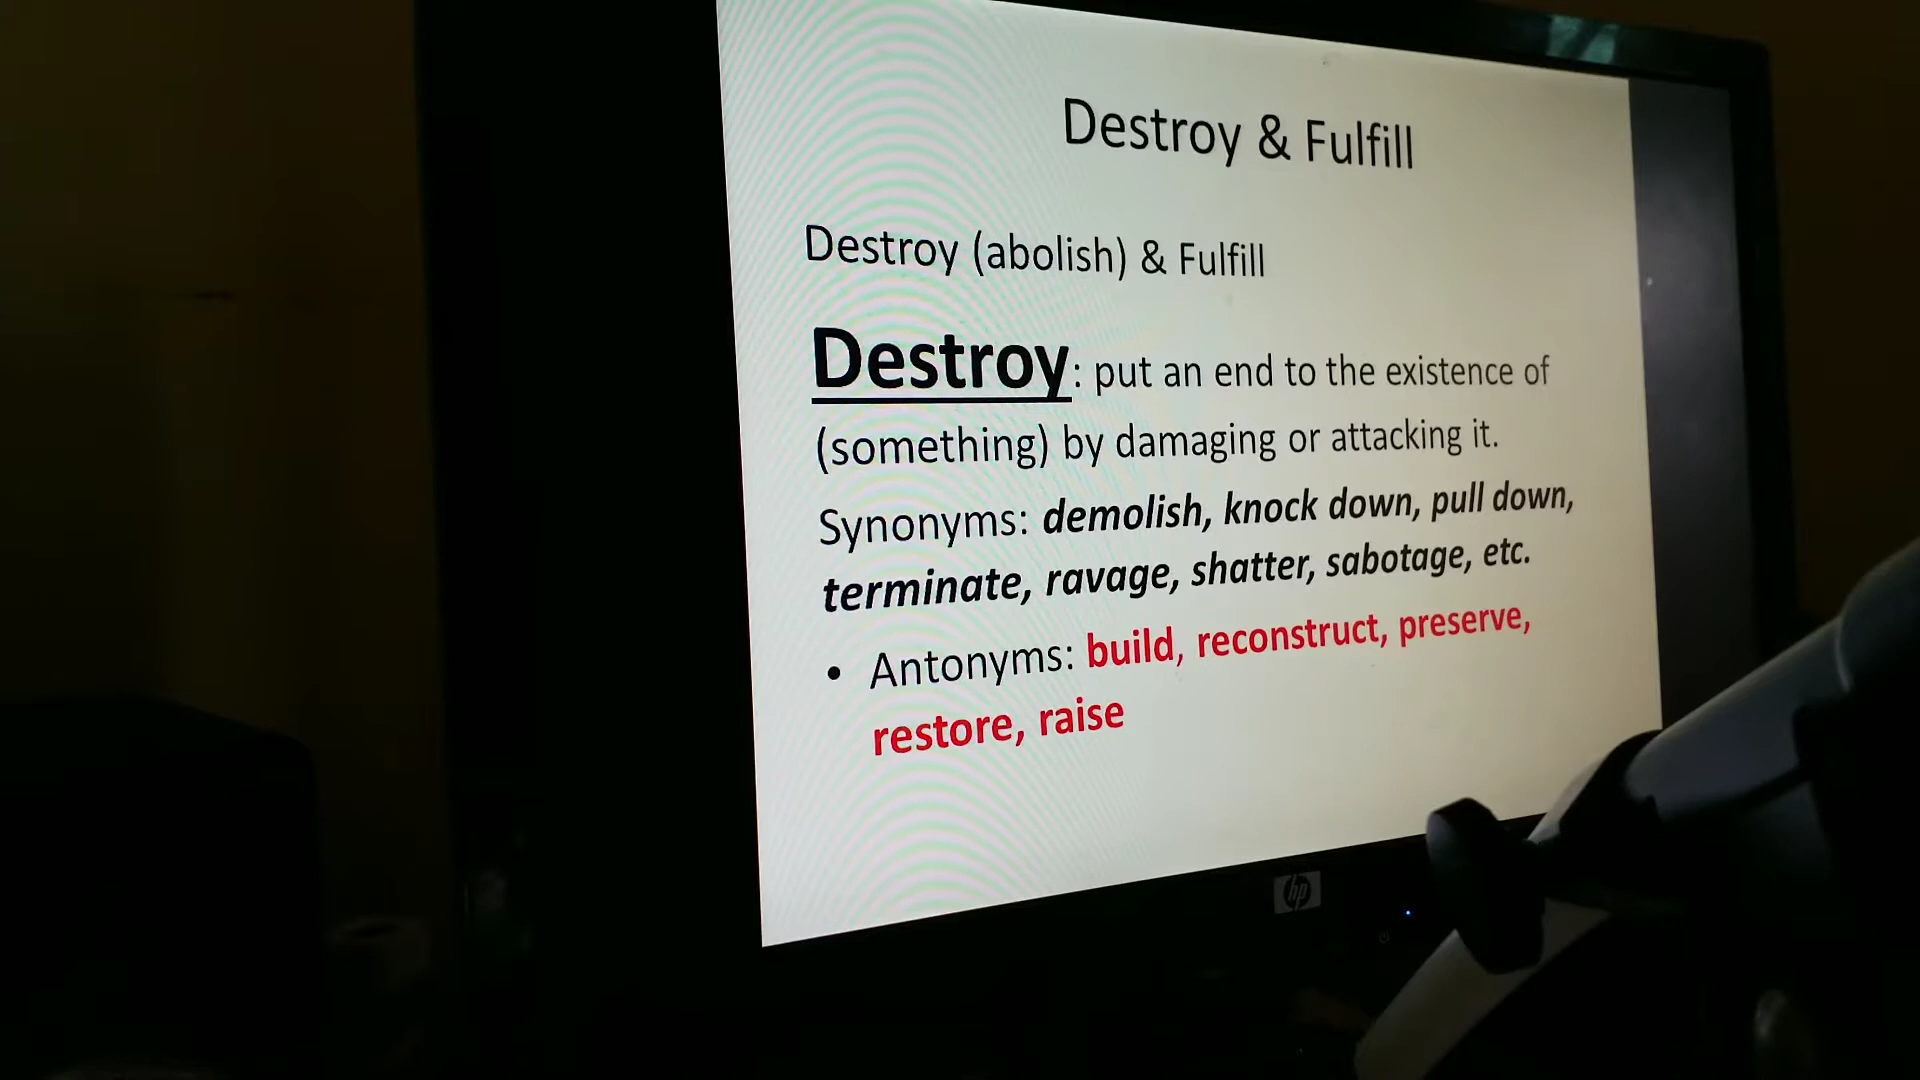 Destroy & Fulfill
Destroy (abolish) & Fulfill
Destroy: put an end to the existence of
(something) by damaging or attacking it.
Synonyms: demolish, knock down, pull down,
terminate, ravage, shatter, sabotage, etc.
• Antonyms: build, reconstruct, preserve,
restore, raise
hp